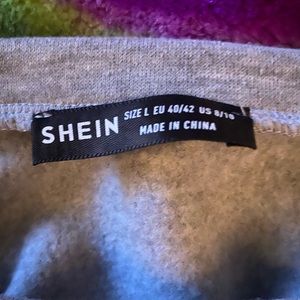 SHEIN
SIZE L EU 40/42 US 8/10
MADE IN CHINA